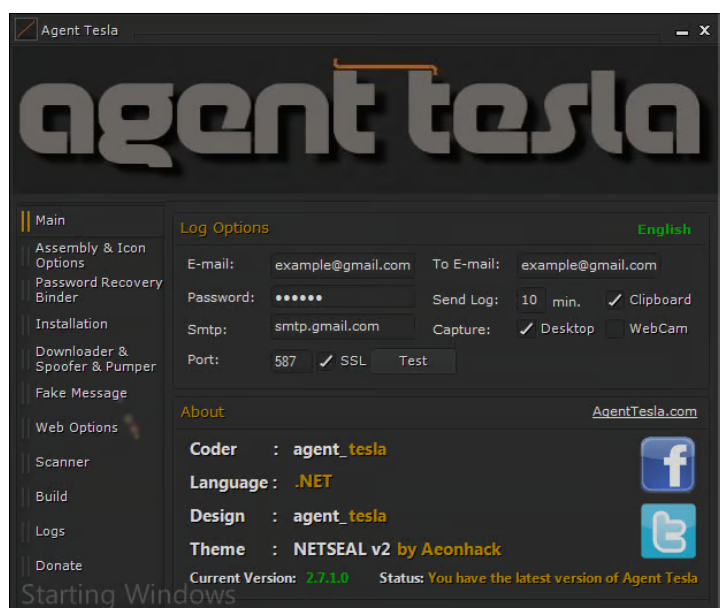 Agent Tesla
agent tesla
Main
Assembly & Icon
Options
Password Recovery
Binder
Installation
Downloader &
Spoofer & Pumper
Fake Message
Web Options
Scanner
Build
Logs
Donate
Starting Windows
Log Options English
E-mail: example@gmail.com To E-mail: example@gmail.com
Password: •••••• Send Log: 10 min. Clipboard
Smtp: smtp.gmail.com Capture: Desktop WebCam
Port: 587 SSL Test
About AgentTesla.com
Coder : agent_tesla
Language : .NET
Design : agent_tesla
Theme : NETSEAL v2 by Aeonhack
Current Version: 2.7.1.0 Status: You have the latest version of Agent Tesla